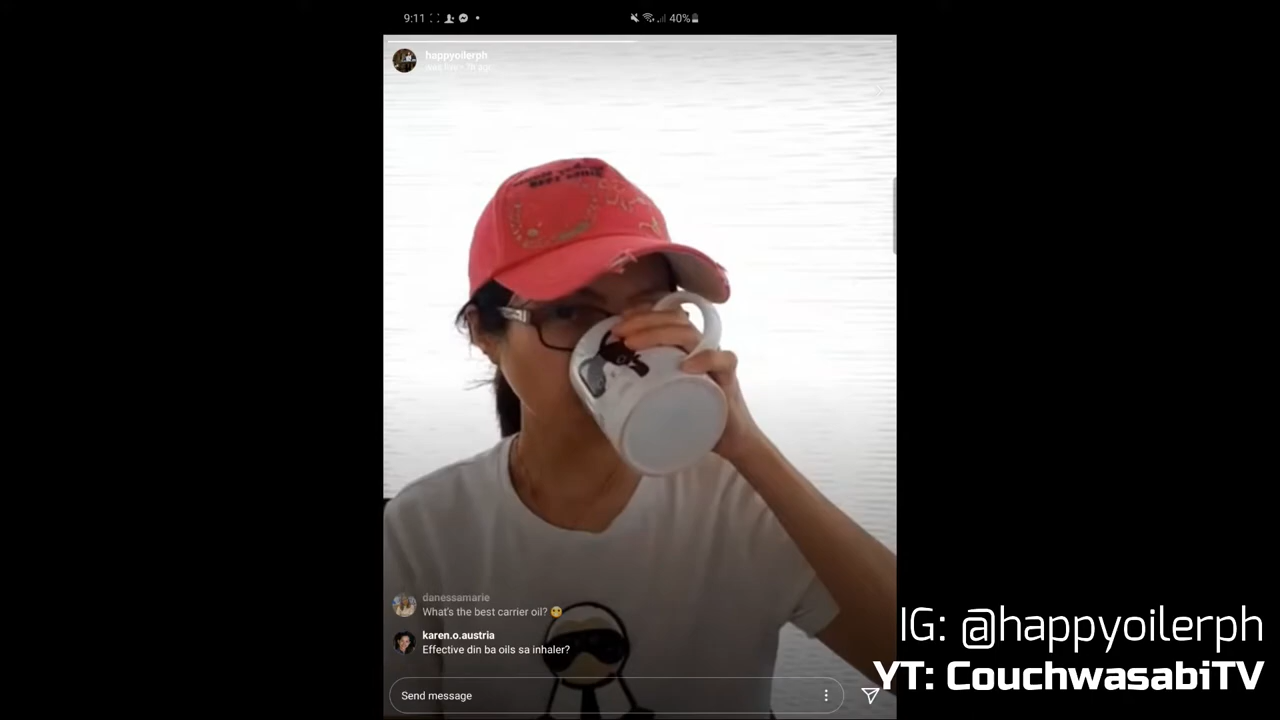 9:11
40%
happyoilerph
danessamarie
What's the best carrier oil?
karen.o.austria
Effective din ba oils sa inhaler?
Send message
IG: @happyoilerph
YT: CouchwasabiTV